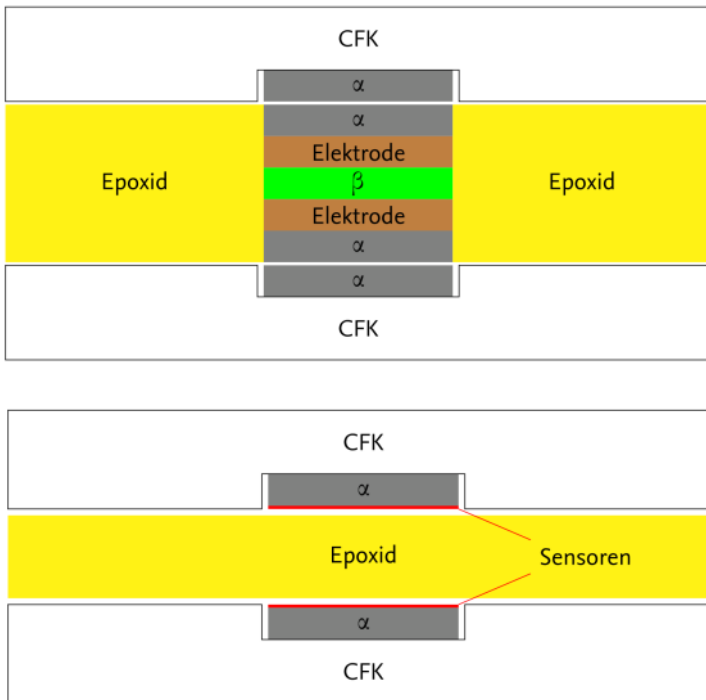 CFK
α
α
Elektrode
Epoxid β Epoxid
Elektrode
α
α
CFK
CFK
α
Epoxid Sensoren
α
CFK